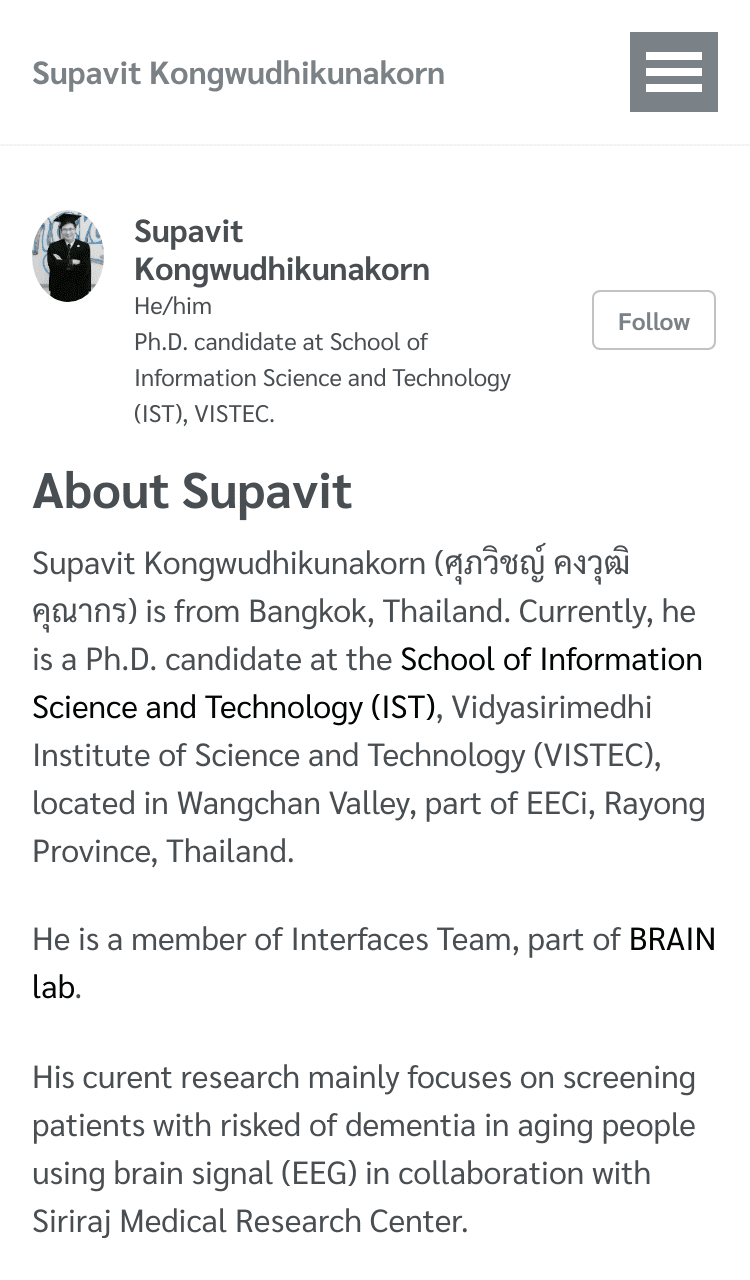 Supavit Kongwudhikunakorn
Supavit
Kongwudhikunakorn
He/him
Ph.D. candidate at School of
Information Science and Technology
(IST), VISTEC.
Follow
About Supavit
Supavit Kongwudhikunakorn (ศุภวิชญ์ คงวุฒิ
คุณากร) is from Bangkok, Thailand. Currently, he
is a Ph.D. candidate at the School of Information
Science and Technology (IST), Vidyasirimedhi
Institute of Science and Technology (VISTEC),
located in Wangchan Valley, part of EECi, Rayong
Province, Thailand.
He is a member of Interfaces Team, part of BRAIN
lab.
His curent research mainly focuses on screening
patients with risked of dementia in aging people
using brain signal (EEG) in collaboration with
Siriraj Medical Research Center.